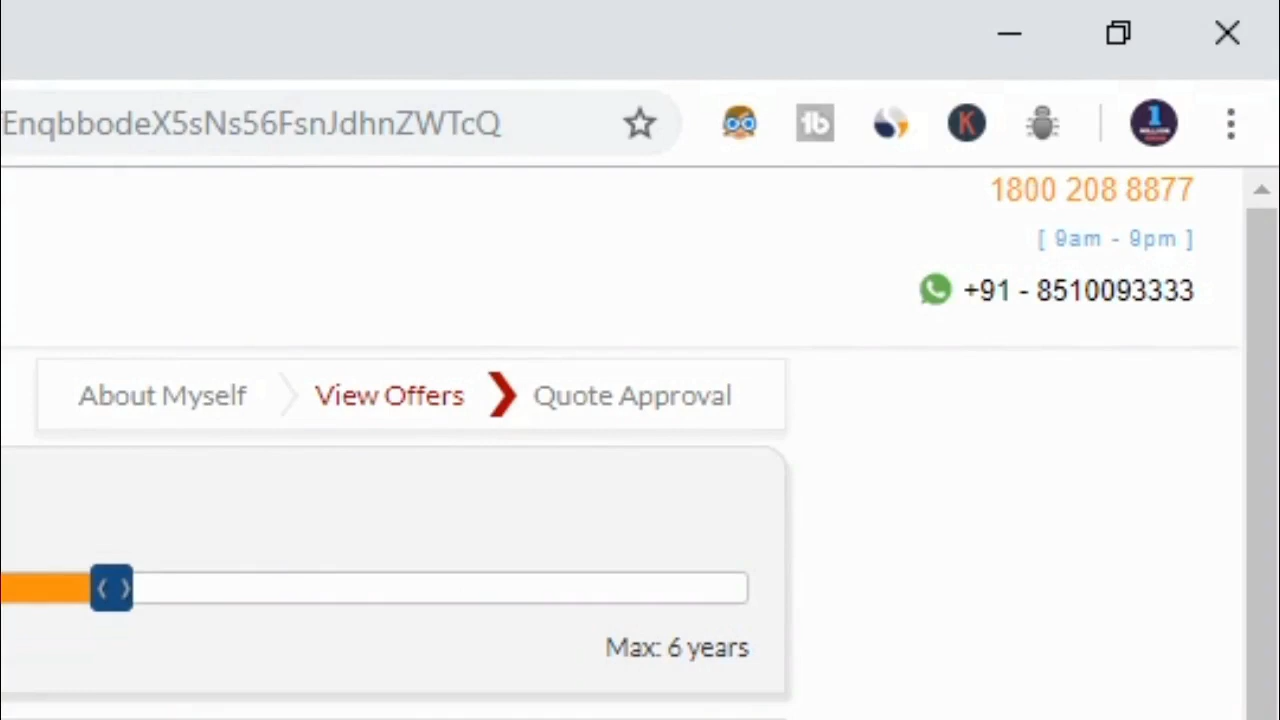 EnqbbodeX5sNs56FsnJdhnZWTcQ
1800 208 8877
[ 9am - 9pm ]
+91 - 8510093333
About Myself View Offers Quote Approval
Max: 6 years